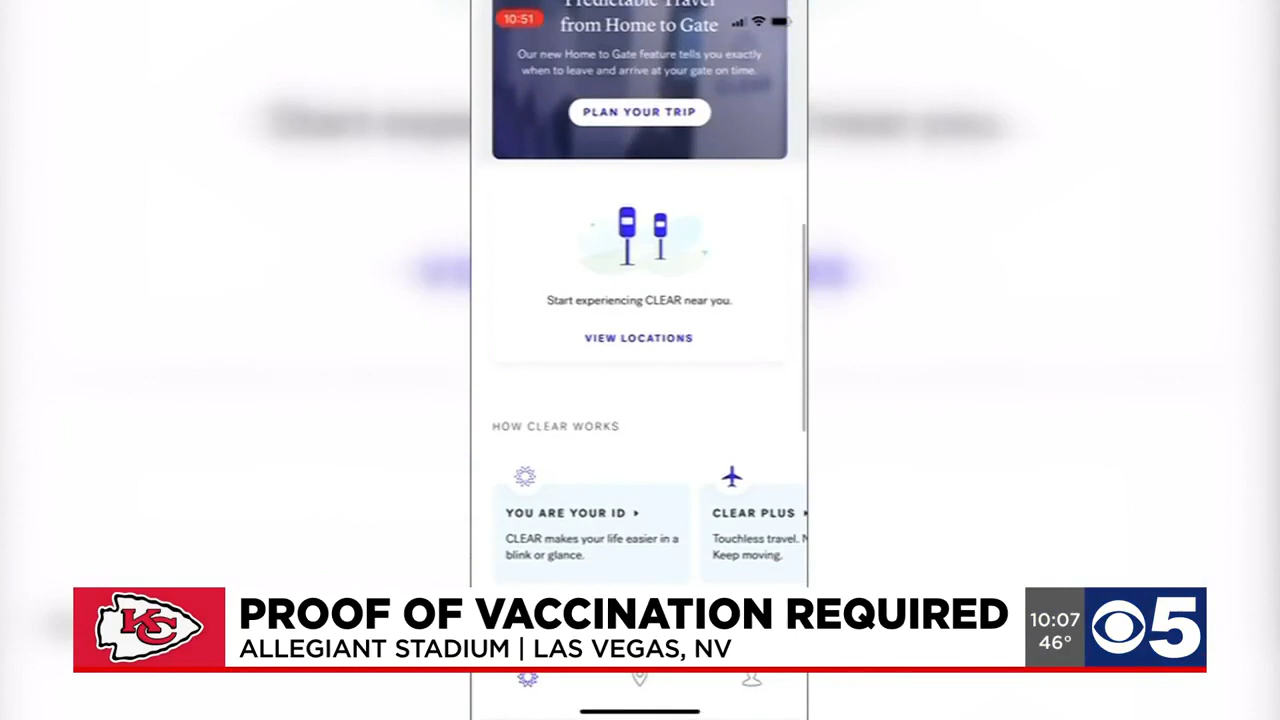 Predictable Travel
10:51
from Home to Gate
Our new Home to Gate feature tells you exactly
when to leave and arrive at your gate on time.
PLAN YOUR TRIP
Start experiencing CLEAR near you.
VIEW LOCATIONS
HOW CLEAR WORKS
YOU ARE YOUR ID
CLEAR makes your life easier in a
blink or glance.
CLEAR PLUS
Touchless travel. N
Keep moving.
KC
PROOF OF VACCINATION REQUIRED
ALLEGIANT STADIUM | LAS VEGAS, NV
10:07
46°
5